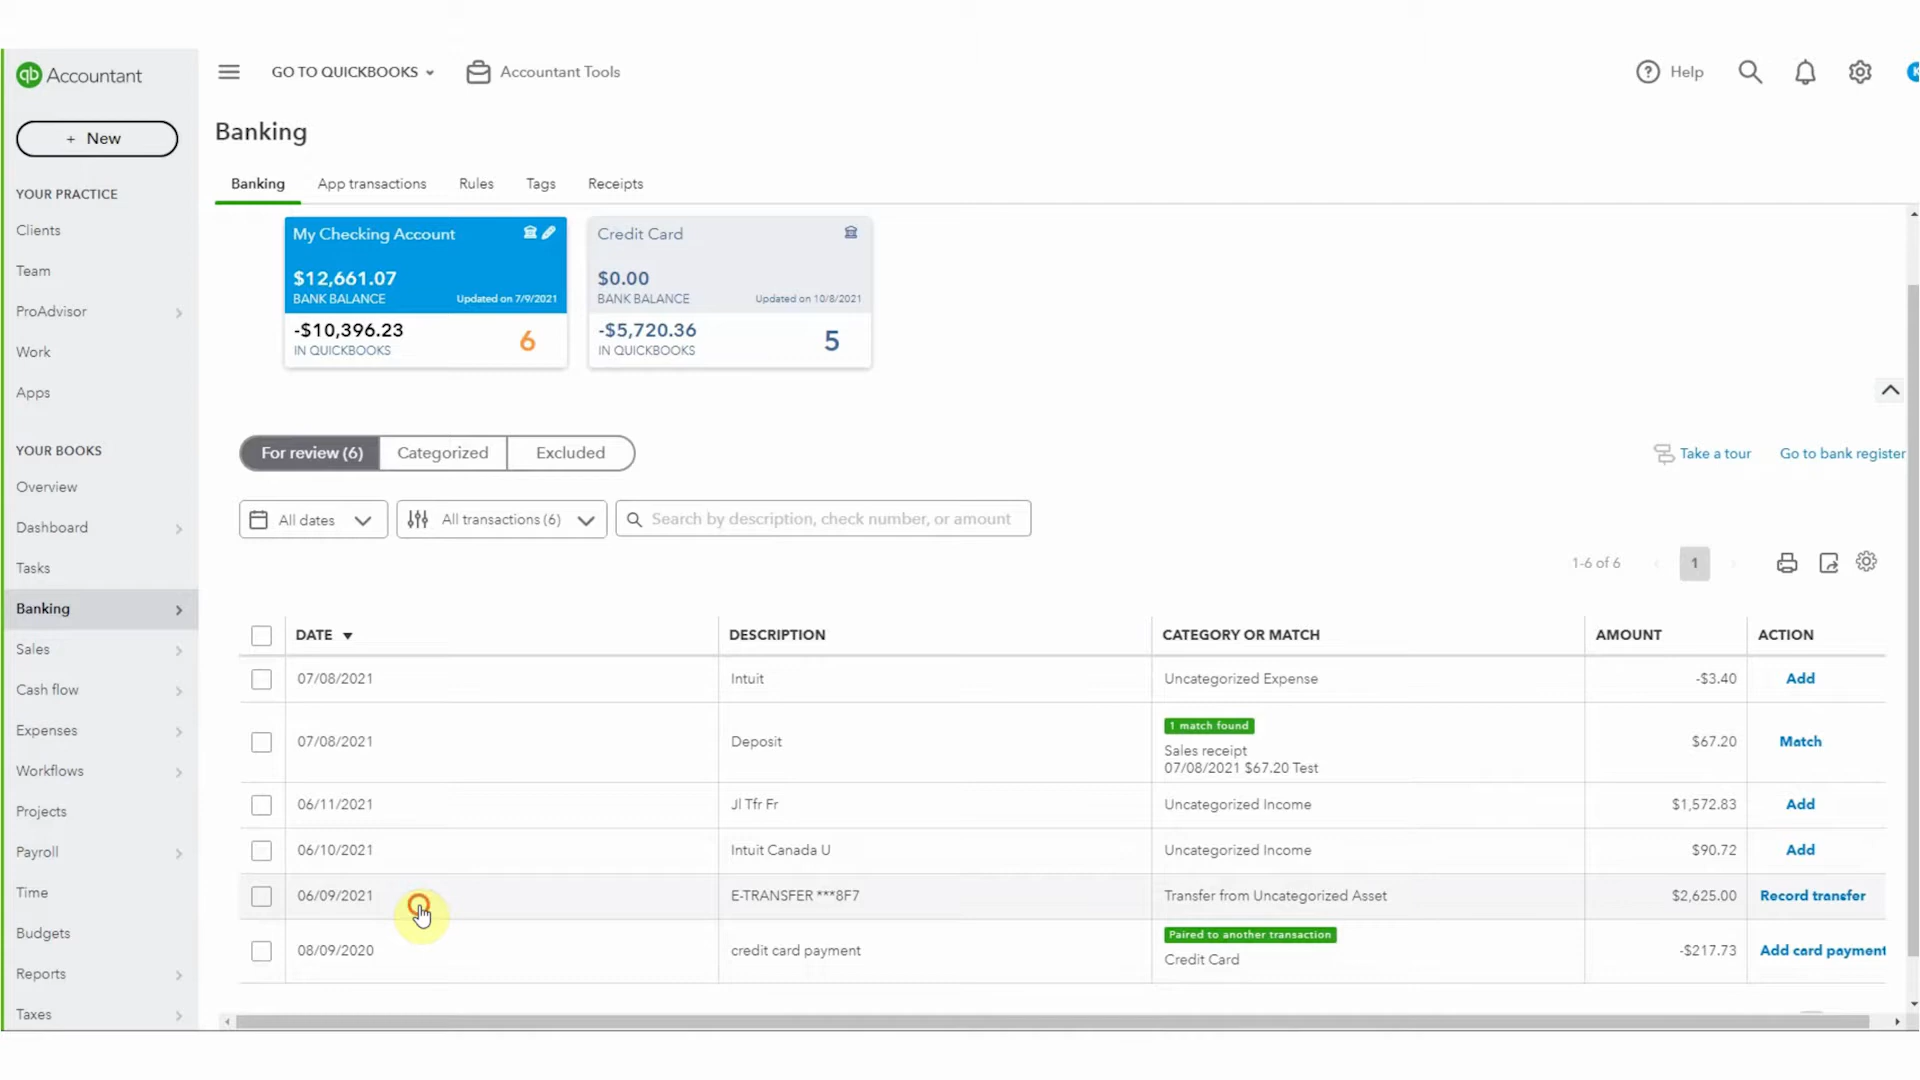 qb Accountant
GO TO QUICKBOOKS
Accountant Tools
Help
K
+ New
YOUR PRACTICE
Clients
Team
ProAdvisor
Work
Apps
YOUR BOOKS
Overview
Dashboard
Tasks
Banking
Sales
Cash flow
Expenses
Workflows
Projects
Payroll
Time
Budgets
Reports
Taxes
Banking
Banking App transactions Rules Tags Receipts
My Checking Account
$12,661.07
BANK BALANCE Updated on 7/9/2021
-$10,396.23
IN QUICKBOOKS
6
Credit Card
$0.00
BANK BALANCE Updated on 10/8/2021
-$5,720.36
IN QUICKBOOKS
5
For review (6) Categorized Excluded
Take a tour Go to bank register
All dates All transactions (6) Search by description, check number, or amount
1-6 of 6 1
DATE DESCRIPTION CATEGORY OR MATCH AMOUNT ACTION
07/08/2021 Intuit Uncategorized Expense -$3.40 Add
1 match found
07/08/2021 Deposit Sales receipt $67.20 Match
07/08/2021 $67.20 Test
06/11/2021 Jl Tfr Fr Uncategorized Income $1,572.83 Add
06/10/2021 Intuit Canada U Uncategorized Income $90.72 Add
06/09/2021 E-TRANSFER ***8F7 Transfer from Uncategorized Asset $2,625.00 Record transfer
Paired to another transaction
08/09/2020 credit card payment Credit Card -$217.73 Add card payment